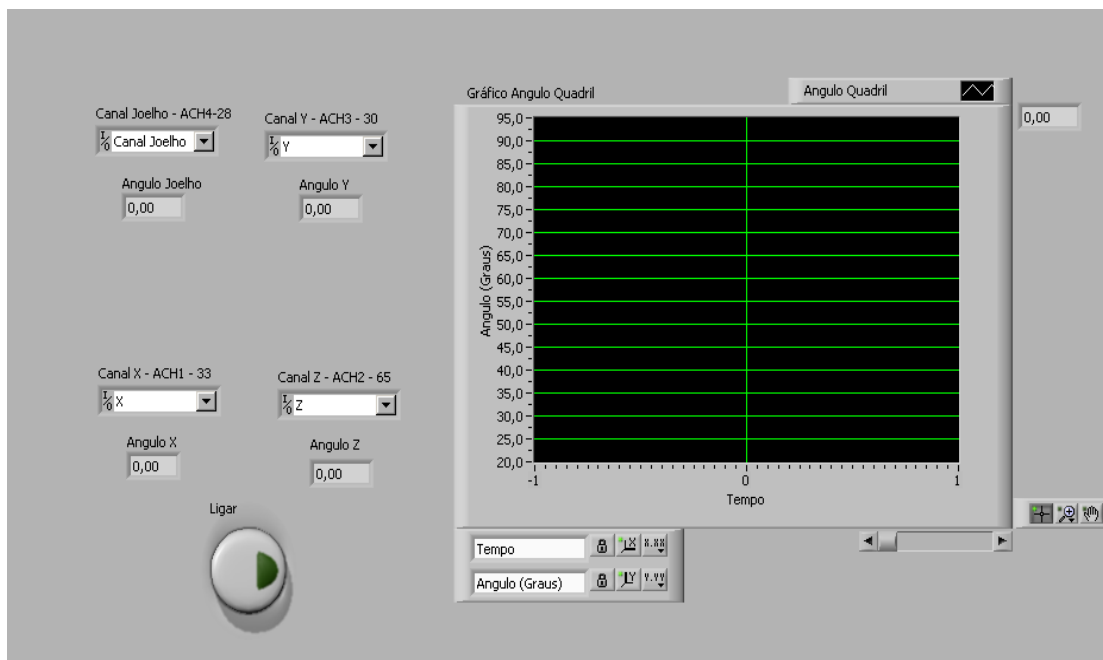 Canal Joelho - ACH4-28
Canal Joelho
Angulo Joelho
0,00
Canal Y - ACH3 - 30
Y
Angulo Y
0,00
Canal X - ACH1 - 33
X
Angulo X
0,00
Canal Z - ACH2 - 65
Z
Angulo Z
0,00
Ligar
Gráfico Angulo Quadril
Angulo Quadril
0,00
Angulo (Graus)
95,0
90,0
85,0
80,0
75,0
70,0
65,0
60,0
55,0
50,0
45,0
40,0
35,0
30,0
25,0
20,0
-1
0
1
Tempo
Tempo
X
X.XX
Angulo (Graus)
Y
Y.YY